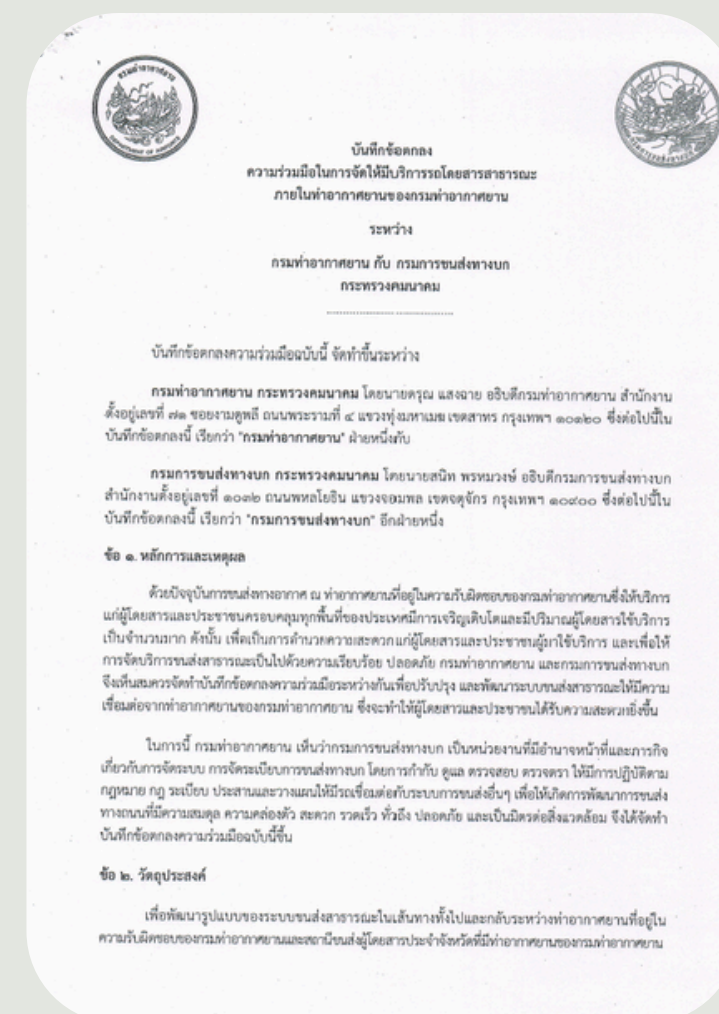 กรมท่าอากาศยาน
DEPARTMENT OF AIRPORTS
บันทึกข้อตกลง
ความร่วมมือในการจัดให้มีบริการรถโดยสารสาธารณะ
ภายในท่าอากาศยานของกรมท่าอากาศยาน
ระหว่าง
กรมท่าอากาศยาน กับ กรมการขนส่งทางบก
กระทรวงคมนาคม
บันทึกข้อตกลงความร่วมมือฉบับนี้ จัดทำขึ้นระหว่าง
กรมท่าอากาศยาน กระทรวงคมนาคม โดยนายดรุณ แสงฉาย อธิบดีกรมท่าอากาศยาน สำนักงาน
ตั้งอยู่เลขที่ ๗๑ ซอยงามดูพลี ถนนพระรามที่ ๔ แขวงทุ่งมหาเมฆ เขตสาทร กรุงเทพฯ ๑๐๑๒๐ ซึ่งต่อไปนี้ใน
บันทึกข้อตกลงนี้ เรียกว่า "กรมท่าอากาศยาน" ฝ่ายหนึ่งกับ
กรมการขนส่งทางบก กระทรวงคมนาคม โดยนายสนิท พรหมวงษ์ อธิบดีกรมการขนส่งทางบก
สำนักงานตั้งอยู่เลขที่ ๑๐๓๒ ถนนพหลโยธิน แขวงจอมพล เขตจตุจักร กรุงเทพฯ ๑๐๙๐๐ ซึ่งต่อไปนี้ใน
บันทึกข้อตกลงนี้ เรียกว่า "กรมการขนส่งทางบก" อีกฝ่ายหนึ่ง
ข้อ ๑. หลักการและเหตุผล
ด้วยปัจจุบันการขนส่งทางอากาศ ณ ท่าอากาศยานที่อยู่ในความรับผิดชอบของกรมท่าอากาศยานซึ่งให้บริการ
แก่ผู้โดยสารและประชาชนครอบคลุมทุกพื้นที่ของประเทศมีการเจริญเติบโตและมีปริมาณผู้โดยสารใช้บริการ
เป็นจำนวนมาก ดังนั้น เพื่อเป็นการอำนวยความสะดวกแก่ผู้โดยสารและประชาชนผู้มาใช้บริการ และเพื่อให้
การจัดบริการขนส่งสาธารณะเป็นไปด้วยความเรียบร้อย ปลอดภัย กรมท่าอากาศยาน และกรมการขนส่งทางบก
จึงเห็นสมควรจัดทำบันทึกข้อตกลงความร่วมมือระหว่างกันเพื่อปรับปรุง และพัฒนาระบบขนส่งสาธารณะให้มีความ
เชื่อมต่อจากท่าอากาศยานของกรมท่าอากาศยาน ซึ่งจะทำให้ผู้โดยสาวและประชาชนได้รับความสะดวกยิ่งขึ้น
ในการนี้ กรมท่าอากาศยาน เห็นว่ากรมการขนส่งทางบก เป็นหน่วยงานที่มีอำนาจหน้าที่และภารกิจ
เกี่ยวกับการจัดระบบ การจัดระเบียบการขนส่งทางบก โดยการกำกับ ดูแล ตรวจสอบ ตรวจตรา ให้มีการปฏิบัติตาม
กฎหมาย กฎ ระเบียบ ประสานและวางแผนให้มีรถเชื่อมต่อกับระบบการขนส่งอื่นๆ เพื่อให้เกิดการพัฒนาการขนส่ง
ทางถนนที่มีความสมดุล ความคล่องตัว สะดวก รวดเร็ว ทั่วถึง ปลอดภัย และเป็นมิตรต่อสิ่งแวดล้อม จึงได้จัดทำ
บันทึกข้อตกลงความร่วมมือฉบับนี้ขึ้น
ข้อ ๒. วัตถุประสงค์
เพื่อพัฒนารูปแบบของระบบขนส่งสาธารณะในเส้นทางทั้งไปและกลับระหว่างท่าอากาศยานที่อยู่ใน
ความรับผิดชอบของกรมท่าอากาศยานและสถานีขนส่งผู้โดยสารประจำจังหวัดที่มีท่าอากาศยานของกรมท่าอากาศยาน